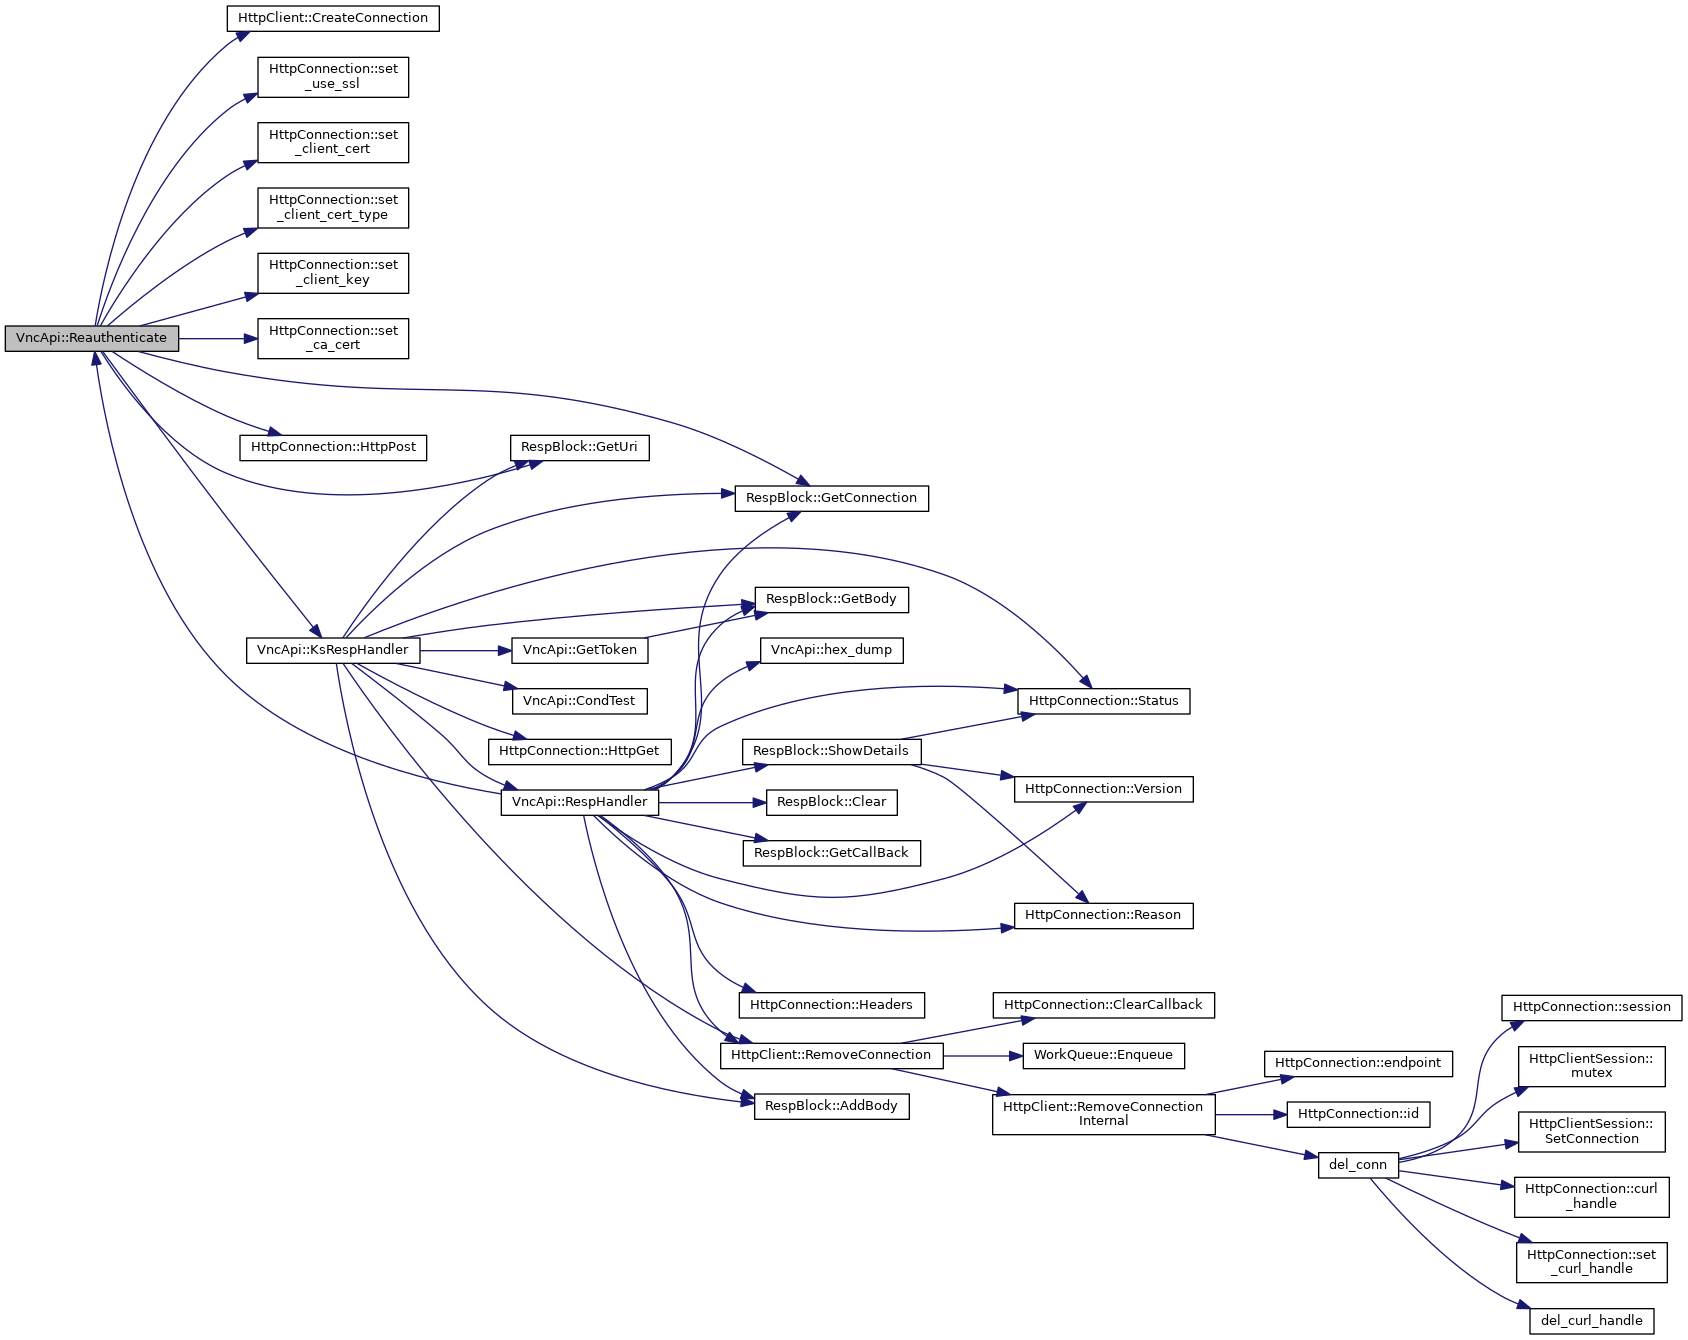 HttpClient::CreateConnection
HttpConnection::set
_use_ssl
HttpConnection::set
_client_cert
HttpConnection::set
_client_cert_type
HttpConnection::set
_client_key
VncApi::Reauthenticate
HttpConnection::set
_ca_cert
HttpConnection::HttpPost
RespBlock::GetUri
RespBlock::GetConnection
RespBlock::GetBody
VncApi::KsRespHandler
VncApi::GetToken
VncApi::hex_dump
VncApi::CondTest
HttpConnection::Status
HttpConnection::HttpGet
RespBlock::ShowDetails
HttpConnection::Version
VncApi::RespHandler
RespBlock::Clear
RespBlock::GetCallBack
HttpConnection::Reason
HttpConnection::Headers
HttpConnection::ClearCallback
HttpConnection::session
HttpClient::RemoveConnection
WorkQueue::Enqueue
HttpConnection::endpoint
HttpClientSession::
mutex
RespBlock::AddBody
HttpClient::RemoveConnection
Internal
HttpConnection::id
HttpClientSession::
SetConnection
del_conn
HttpConnection::curl
_handle
HttpConnection::set
_curl_handle
del_curl_handle